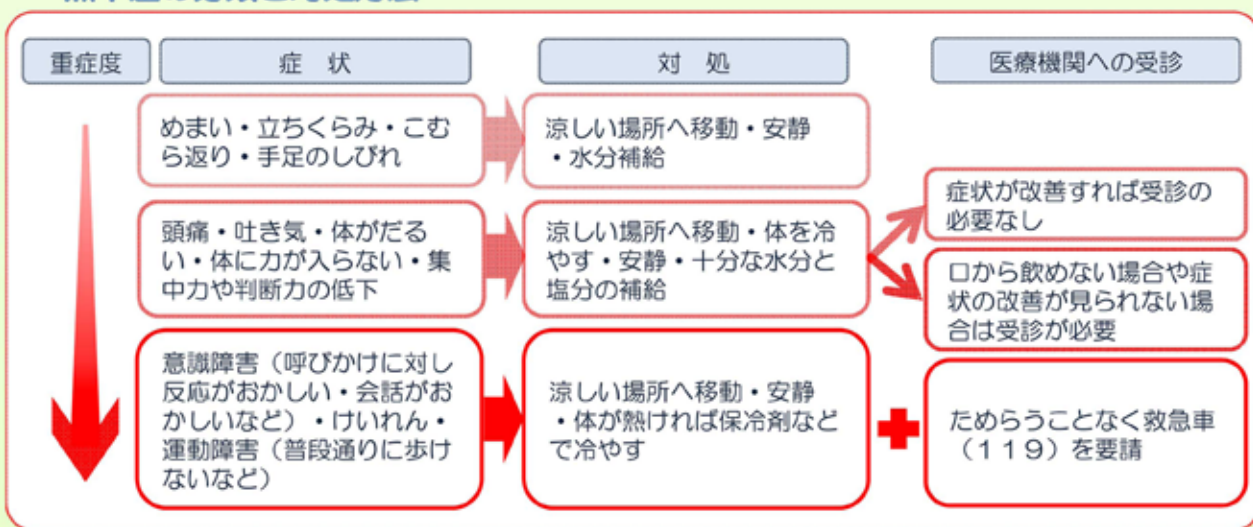 重症度
症 状
対 処
医療機関への受診
めまい・立ちくらみ・こむ
ら返り・手足のしびれ
涼しい場所へ移動・安静
・水分補給
頭痛・吐き気・体がだる
い・体に力が入らない・集
中力や判断力の低下
涼しい場所へ移動・体を冷
やす・安静・十分な水分と
塩分の補給
症状が改善すれば受診の
必要なし
口から飲めない場合や症
状の改善が見られない場
合は受診が必要
意識障害（呼びかけに対し
反応がおかしい・会話がお
かしいなど）・けいれん・
運動障害（普段通りに歩け
ないなど）
涼しい場所へ移動・安静
・体が熱ければ保冷剤など
で冷やす
ためらうことなく救急車
（１１９）を要請